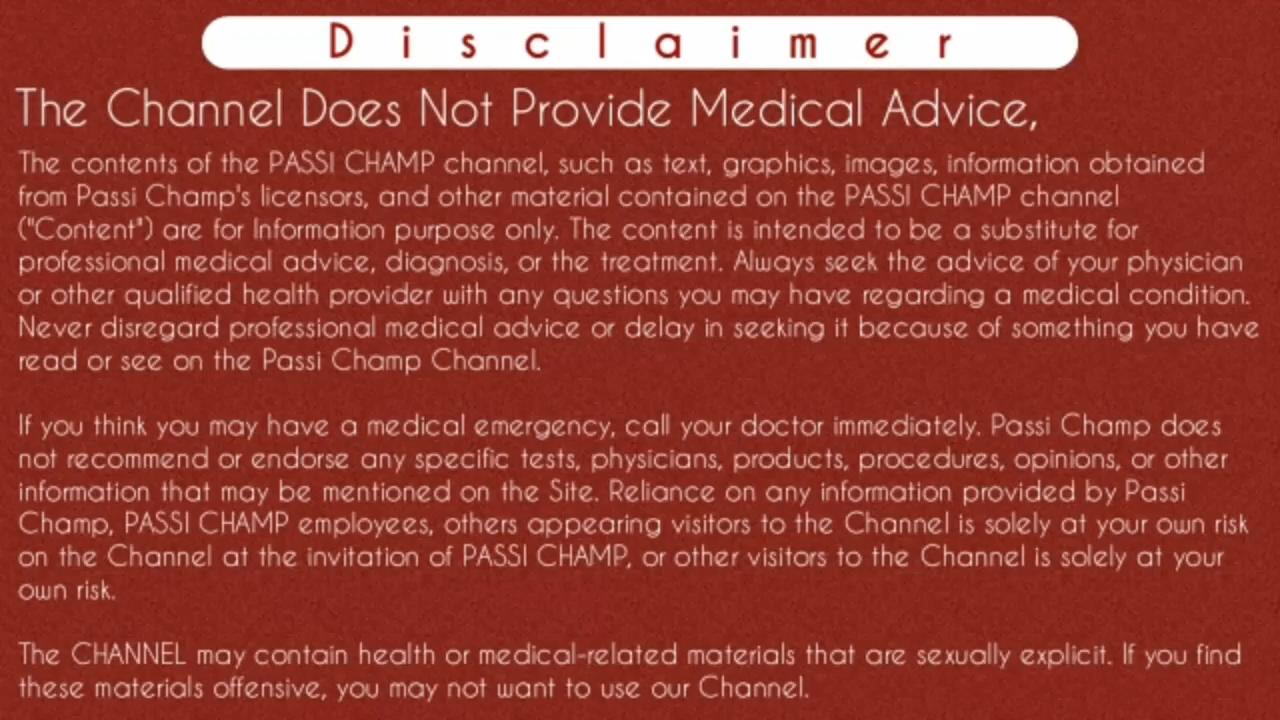 Disclaimer
The Channel Does Not Provide Medical Advice,
The contents of the PASSI CHAMP channel, such as text, graphics, images, information obtained
from Passi Champ's licensors, and other material contained on the PASSI CHAMP channel
("Content") are for Information purpose only. The content is intended to be a substitute for
professional medical advice, diagnosis, or the treatment. Always seek the advice of your physician
or other qualified health provider with any questions you may have regarding a medical condition.
Never disregard professional medical advice or delay in seeking it because of something you have
read or see on the Passi Champ Channel.
If you think you may have a medical emergency, call your doctor immediately. Passi Champ does
not recommend or endorse any specific tests, physicians, products, procedures, opinions, or other
information that may be mentioned on the Site. Reliance on any information provided by Passi
Champ, PASSI CHAMP employees, others appearing visitors to the Channel is solely at your own risk
on the Channel at the invitation of PASSI CHAMP, or other visitors to the Channel is solely at your
own risk.
The CHANNEL may contain health or medical-related materials that are sexually explicit. If you find
these materials offensive, you may not want to use our Channel.